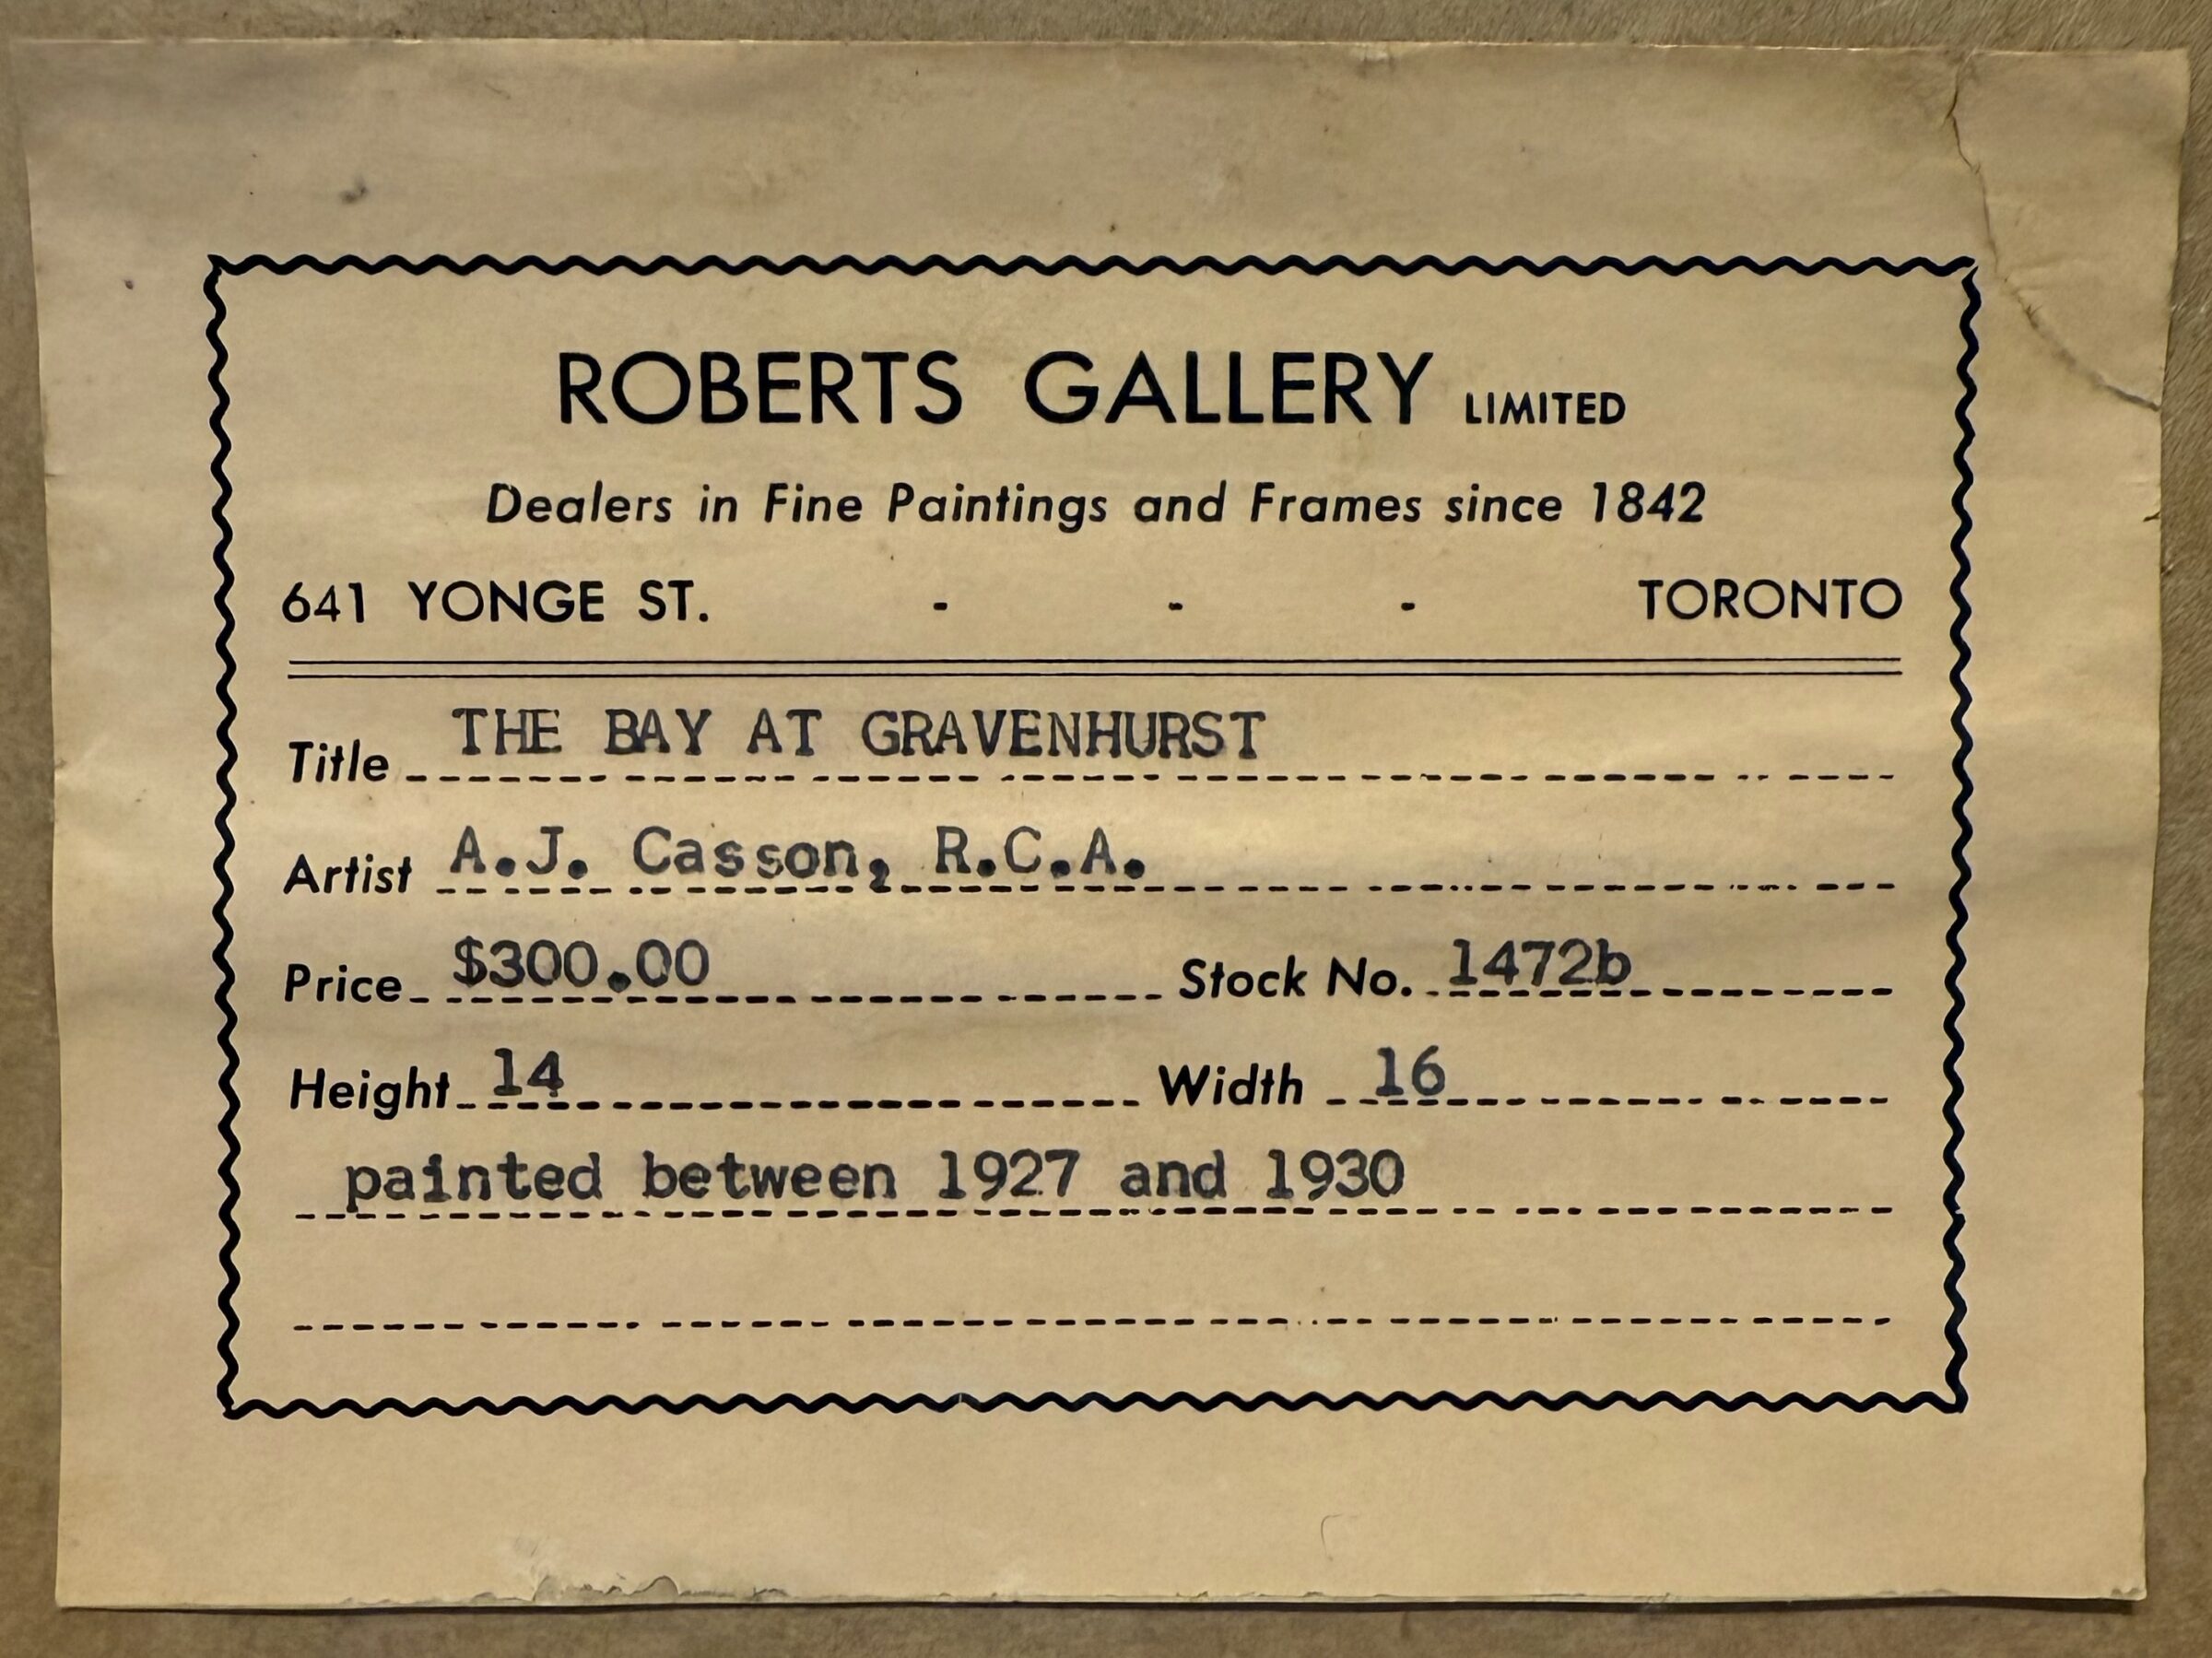 ROBERTS GALLERY LIMITED
Dealers in Fine Paintings and Frames since 1842
641 YONGE ST. - - - TORONTO
Title THE BAY AT GRAVENHURST
Artist A.J. Casson, R.C.A.
Price $300.00 Stock No. 1472b
Height 14 Width 16
painted between 1927 and 1930